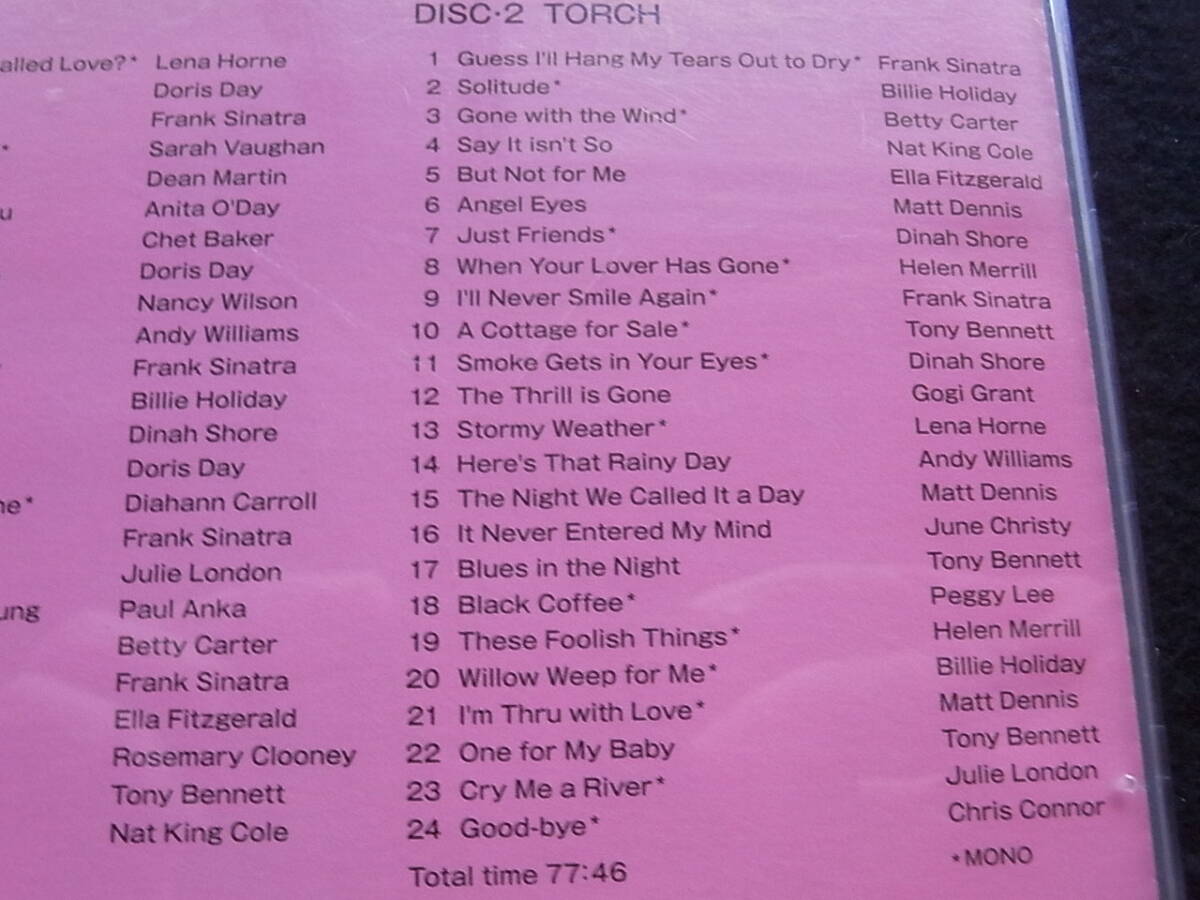 alled Love?* Lena Horne
Doris Day
Frank Sinatra
* Sarah Vaughan
Dean Martin
u Anita O'Day
Chet Baker
Doris Day
Nancy Wilson
Andy Williams
Frank Sinatra
Billie Holiday
Dinah Shore
Doris Day
ne* Diahann Carroll
Frank Sinatra
Julie London
ung Paul Anka
Betty Carter
Frank Sinatra
Ella Fitzgerald
Rosemary Clooney
Tony Bennett
Nat King Cole
DISC·2 TORCH
1 Guess I'll Hang My Tears Out to Dry* Frank Sinatra
2 Solitude* Billie Holiday
3 Gone with the Wind* Betty Carter
4 Say It isn't So Nat King Cole
5 But Not for Me Ella Fitzgerald
6 Angel Eyes Matt Dennis
7 Just Friends* Dinah Shore
8 When Your Lover Has Gone* Helen Merrill
9 I'll Never Smile Again* Frank Sinatra
10 A Cottage for Sale* Tony Bennett
11 Smoke Gets in Your Eyes* Dinah Shore
12 The Thrill is Gone Gogi Grant
13 Stormy Weather* Lena Horne
14 Here's That Rainy Day Andy Williams
15 The Night We Called It a Day Matt Dennis
16 It Never Entered My Mind June Christy
17 Blues in the Night Tony Bennett
18 Black Coffee* Peggy Lee
19 These Foolish Things* Helen Merrill
20 Willow Weep for Me* Billie Holiday
21 I'm Thru with Love* Matt Dennis
22 One for My Baby Tony Bennett
23 Cry Me a River* Julie London
24 Good-bye* Chris Connor
Total time 77:46
*MONO